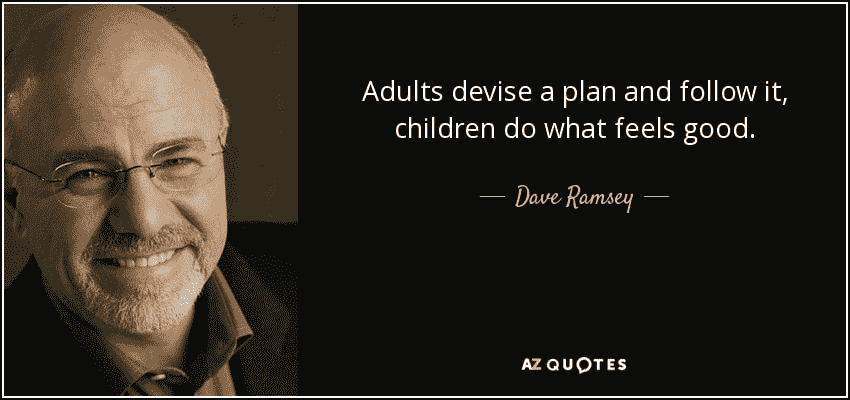 Adults devise a plan and follow it,
children do what feels good.
Dave Ramsey
AZ QUOTES